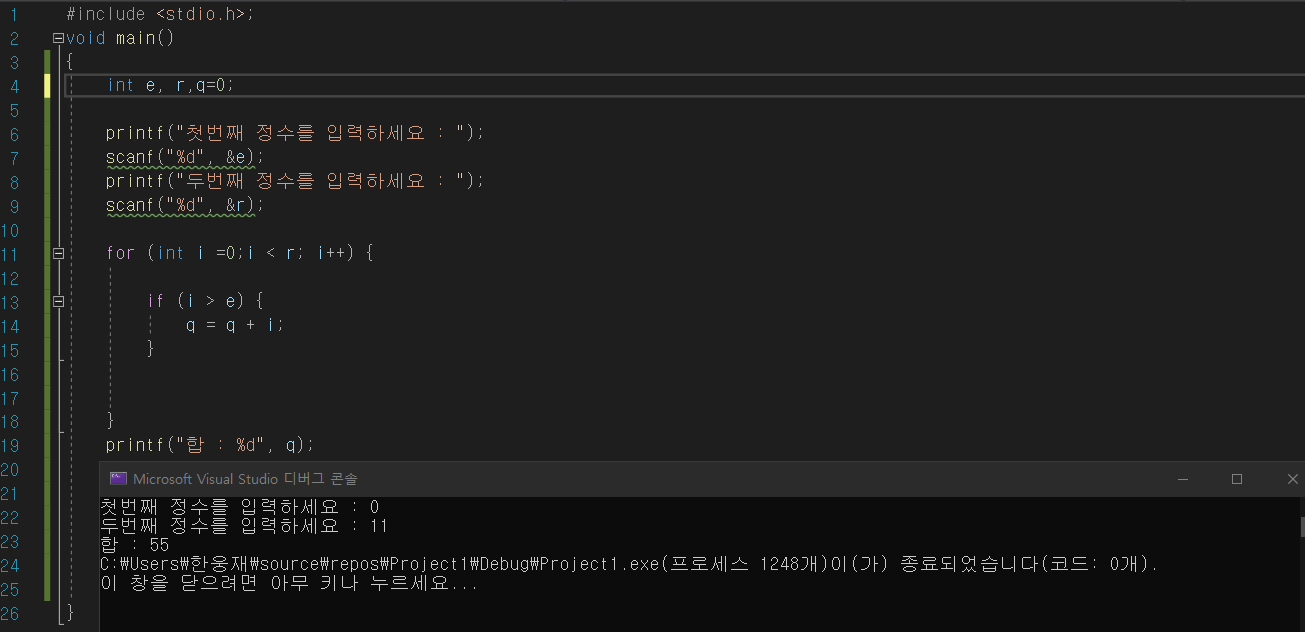 1 #include <stdio.h>;
2 void main()
3 {
4 int e, r,q=0;
5
6 printf("첫번째 정수를 입력하세요 : ");
7 scanf("%d", &e);
8 printf("두번째 정수를 입력하세요 : ");
9 scanf("%d", &r);
10
11 for (int i =0;i < r; i++) {
12
13 if (i > e) {
14 q = q + i;
15 }
16
17
18 }
19 printf("합 : %d", q);
20
21
22
23
24
25
26 }
Microsoft Visual Studio 디버그 콘솔
첫번째 정수를 입력하세요 : 0
두번째 정수를 입력하세요 : 11
합 : 55
C:₩Users₩한웅재₩source₩repos₩Project1₩Debug₩Project1.exe(프로세스 1248개)이(가) 종료되었습니다(코드: 0개).
이 창을 닫으려면 아무 키나 누르세요...